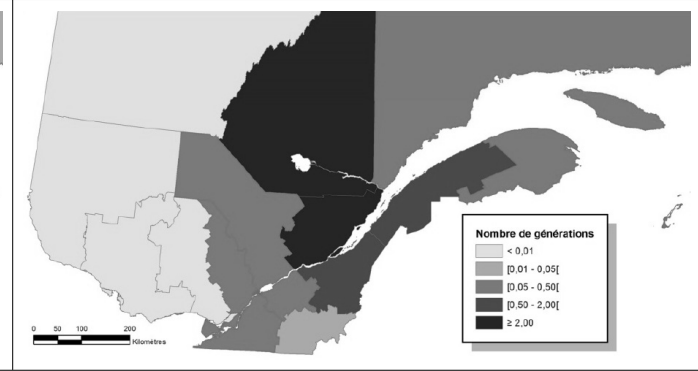 Nombre de générations
< 0,01
[0,01 - 0,05[
[0,05 - 0,50[
[0,50 - 2,00[
≥ 2,00
0 50 100 200
Kilomètres